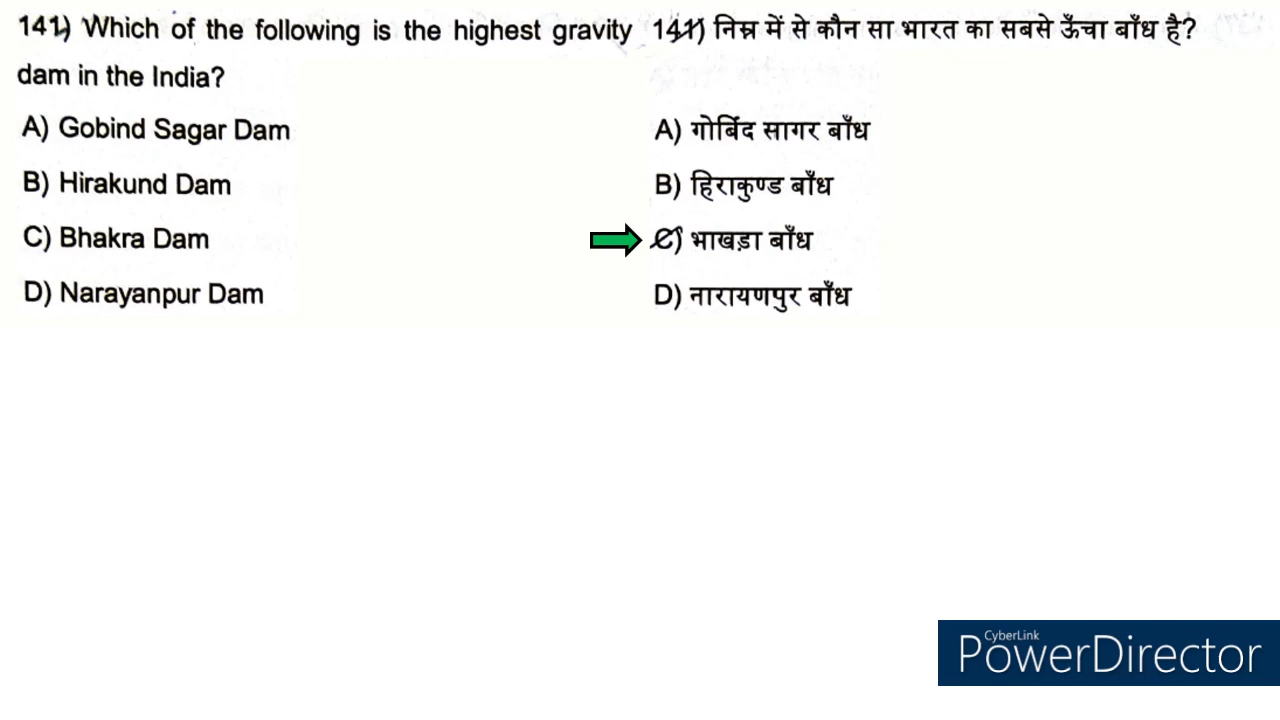 141) Which of the following is the highest gravity
dam in the India?
A) Gobind Sagar Dam
B) Hirakund Dam
C) Bhakra Dam
D) Narayanpur Dam
141) निम्न में से कौन सा भारत का सबसे ऊँचा बाँध है?
A) गोबिंद सागर बाँध
B) हिराकुण्ड बाँध
C) भाखड़ा बाँध
D) नारायणपुर बाँध
CyberLink
PowerDirector